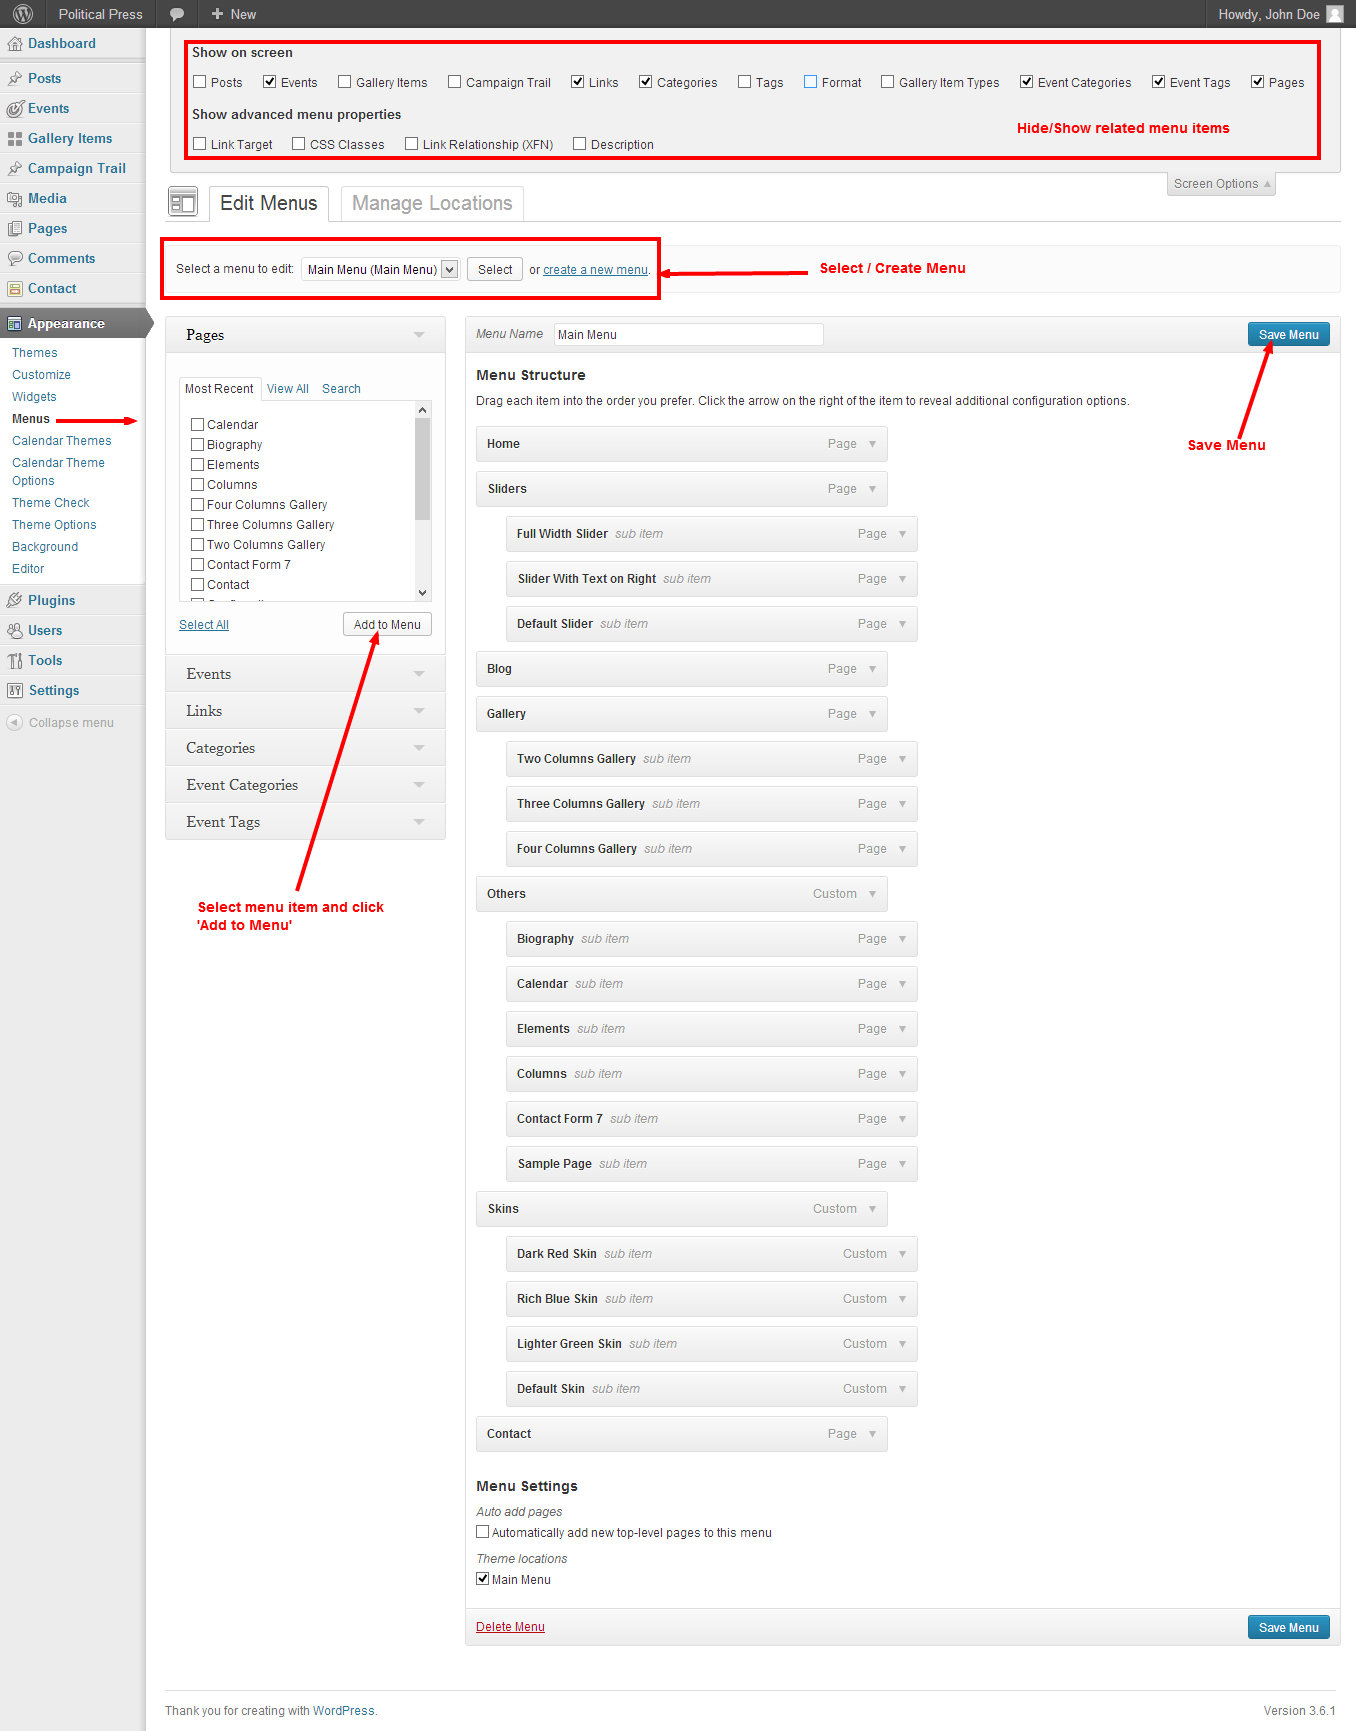 Political Press
New
Howdy, John Doe
Dashboard
Posts
Events
Gallery Items
Campaign Trail
Media
Pages
Comments
Contact
Appearance
Themes
Customize
Widgets
Menus
Calendar Themes
Calendar Theme
Options
Theme Check
Theme Options
Background
Editor
Plugins
Users
Tools
Settings
Collapse menu
Show on screen
Posts Events Gallery Items Campaign Trail Links Categories Tags Format Gallery Item Types Event Categories Event Tags Pages
Show advanced menu properties
Hide/Show related menu items
Link Target CSS Classes Link Relationship (XFN) Description
Screen Options
Edit Menus Manage Locations
Select a menu to edit: Main Menu (Main Menu) Select or create a new menu.
Select / Create Menu
Pages
Most Recent View All Search
Calendar
Biography
Elements
Columns
Four Columns Gallery
Three Columns Gallery
Two Columns Gallery
Contact Form 7
Contact
Select All Add to Menu
Events
Links
Categories
Event Categories
Event Tags
Select menu item and click
'Add to Menu'
Menu Name Main Menu Save Menu
Menu Structure
Drag each item into the order you prefer. Click the arrow on the right of the item to reveal additional configuration options.
Save Menu
Home Page
Sliders Page
Full Width Slider sub item Page
Slider With Text on Right sub item Page
Default Slider sub item Page
Blog Page
Gallery Page
Two Columns Gallery sub item Page
Three Columns Gallery sub item Page
Four Columns Gallery sub item Page
Others Custom
Biography sub item Page
Calendar sub item Page
Elements sub item Page
Columns sub item Page
Contact Form 7 sub item Page
Sample Page sub item Page
Skins Custom
Dark Red Skin sub item Custom
Rich Blue Skin sub item Custom
Lighter Green Skin sub item Custom
Default Skin sub item Custom
Contact Page
Menu Settings
Auto add pages
Automatically add new top-level pages to this menu
Theme locations
Main Menu
Delete Menu Save Menu
Thank you for creating with WordPress.
Version 3.6.1